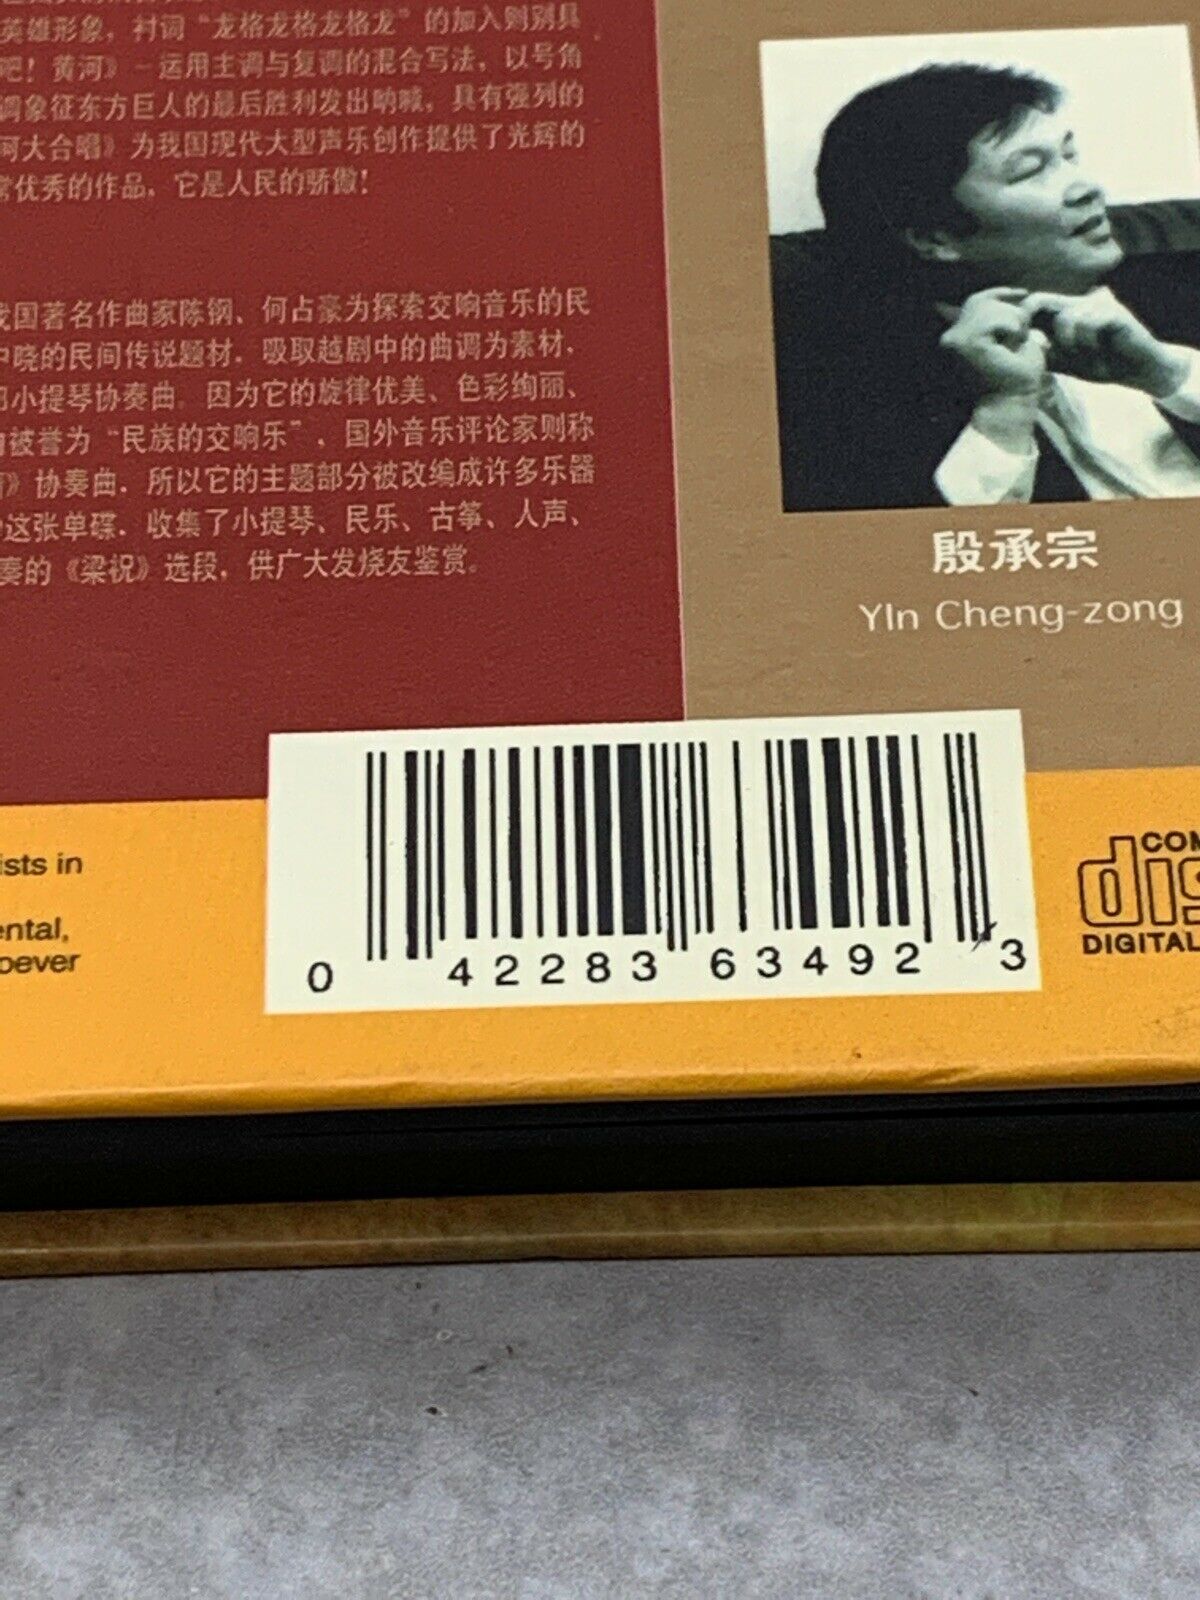 英雄形象，衬词“龙格龙格龙格龙”的加入则别具
吧！黄河》－运用主调与复调的混合写法，以号角
调象征东方巨人的最后胜利发出呐喊，具有强列的
河大合唱》为我国现代大型声乐创作提供了光辉的
常优秀的作品，它是人民的骄傲！
我国著名作曲家陈钢、何占豪为探索交响音乐的民
中晓的民间传说题材，吸取越剧中的曲调为素材，
小提琴协奏曲。因为它的旋律优美、色彩绚丽、
被誉为“民族的交响乐”，国外音乐评论家则称
》协奏曲，所以它的主题部分被改编成许多乐器
这张单碟，收集了小提琴、民乐、古筝、人声、
奏的《梁祝》选段，供广大发烧友鉴赏。
殷承宗
YIn Cheng-zong
ists in
ental,
oever
0 42283 63492 3
COM
dis
DIGITAL